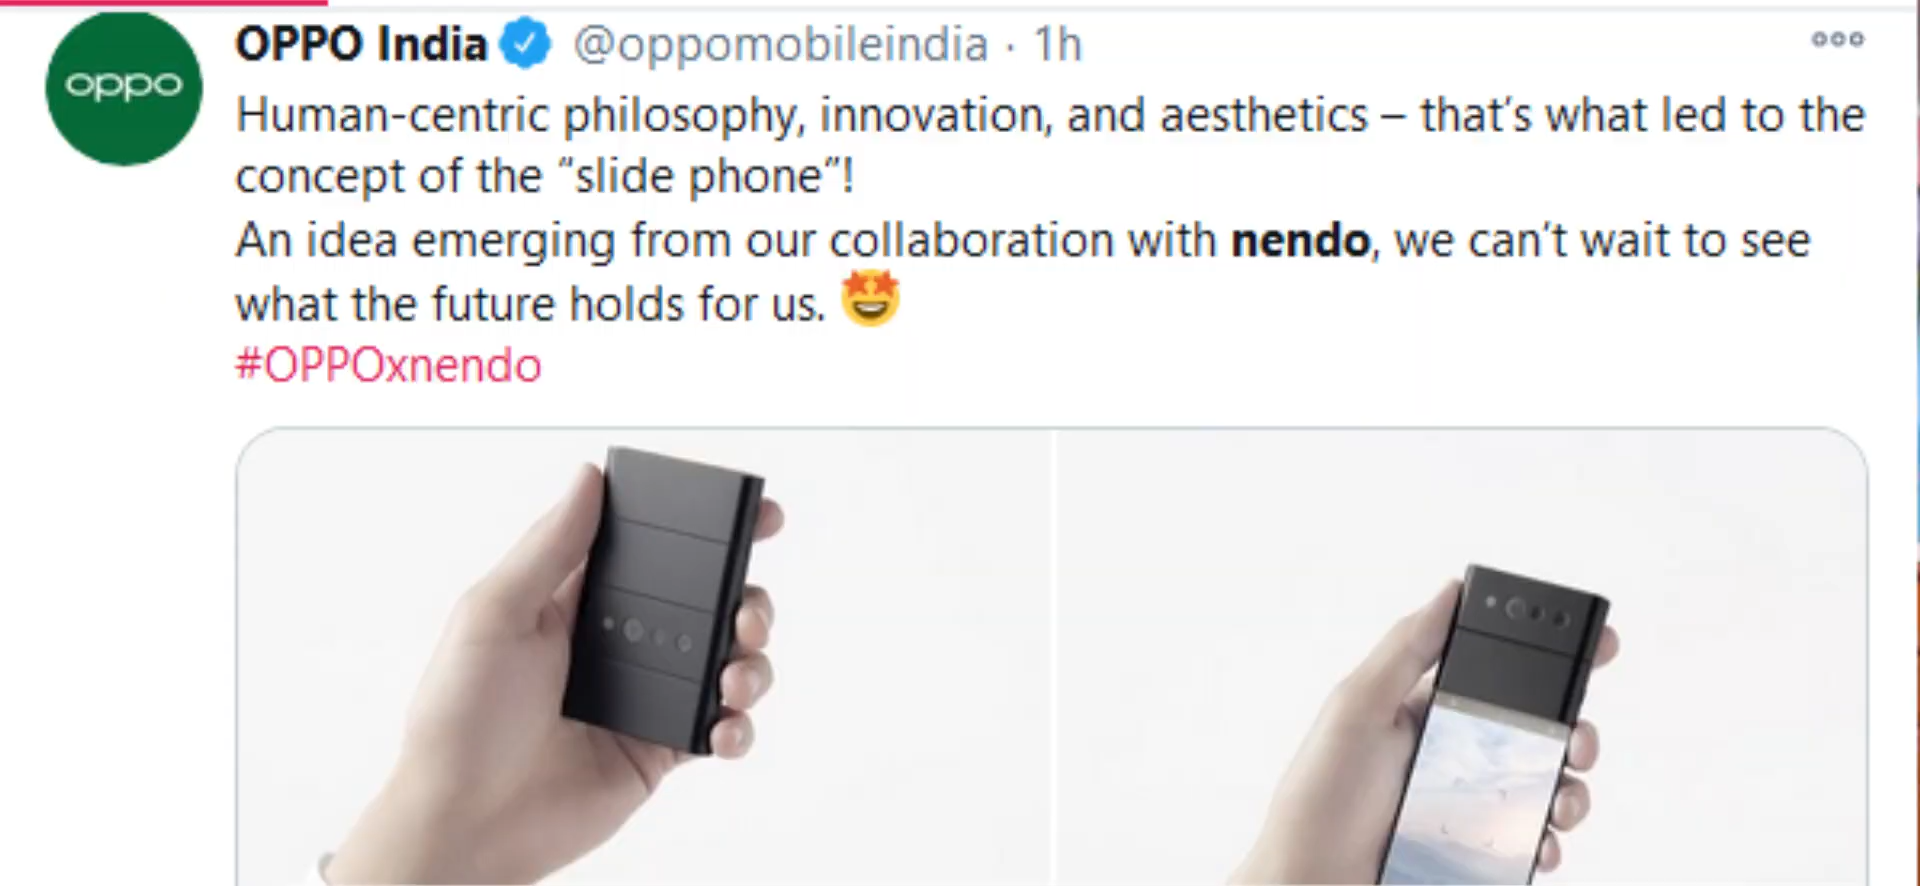 OPPO India @oppomobileindia · 1h
oppo
Human-centric philosophy, innovation, and aesthetics – that’s what led to the
concept of the “slide phone”!
An idea emerging from our collaboration with nendo, we can’t wait to see
what the future holds for us. 🤩
#OPPOxnendo